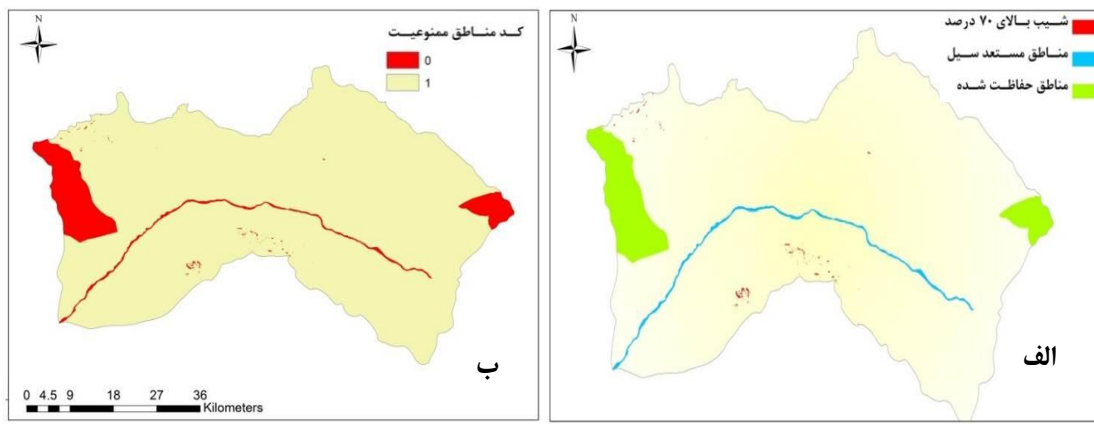 N
شیب بالای ۷۰ درصد
مناطق مستعد سیل
مناطق حفاظت شده
الف
N
کد مناطق ممنوعیت
0
1
ب
0 4.5 9 18 27 36
Kilometers